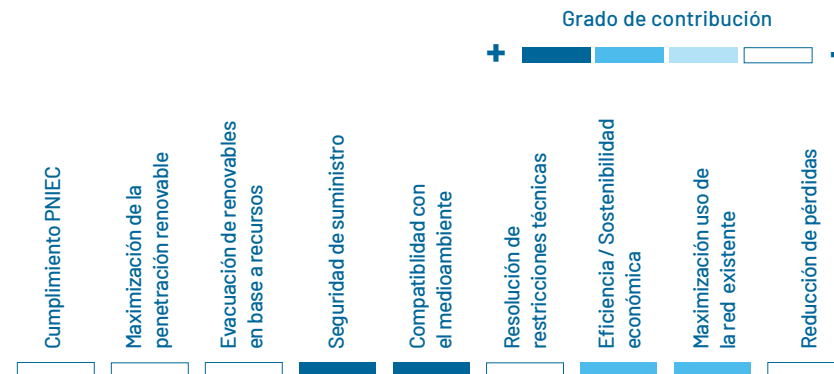 Grado de contribución
+
-
Cumplimiento PNIEC
Maximización de la
penetración renovable
Evacuación de renovables
en base a recursos
Seguridad de suministro
Compatiblidad con
el medioambiente
Resolución de
restricciones técnicas
Eficiencia / Sostenibilidad
económica
Maximización uso de
la red existente
Reducción de pérdidas